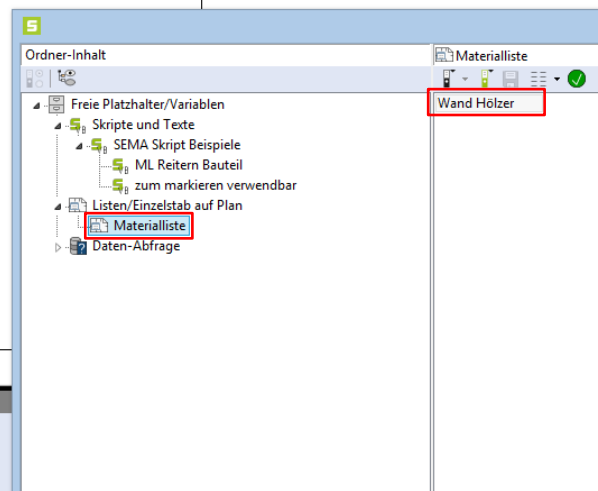 Ordner-Inhalt
Freie Platzhalter/Variablen
Skripte und Texte
SEMA Skript Beispiele
ML Reitern Bauteil
zum markieren verwendbar
Listen/Einzelstab auf Plan
Materialliste
Daten-Abfrage
Materialliste
Wand Hölzer